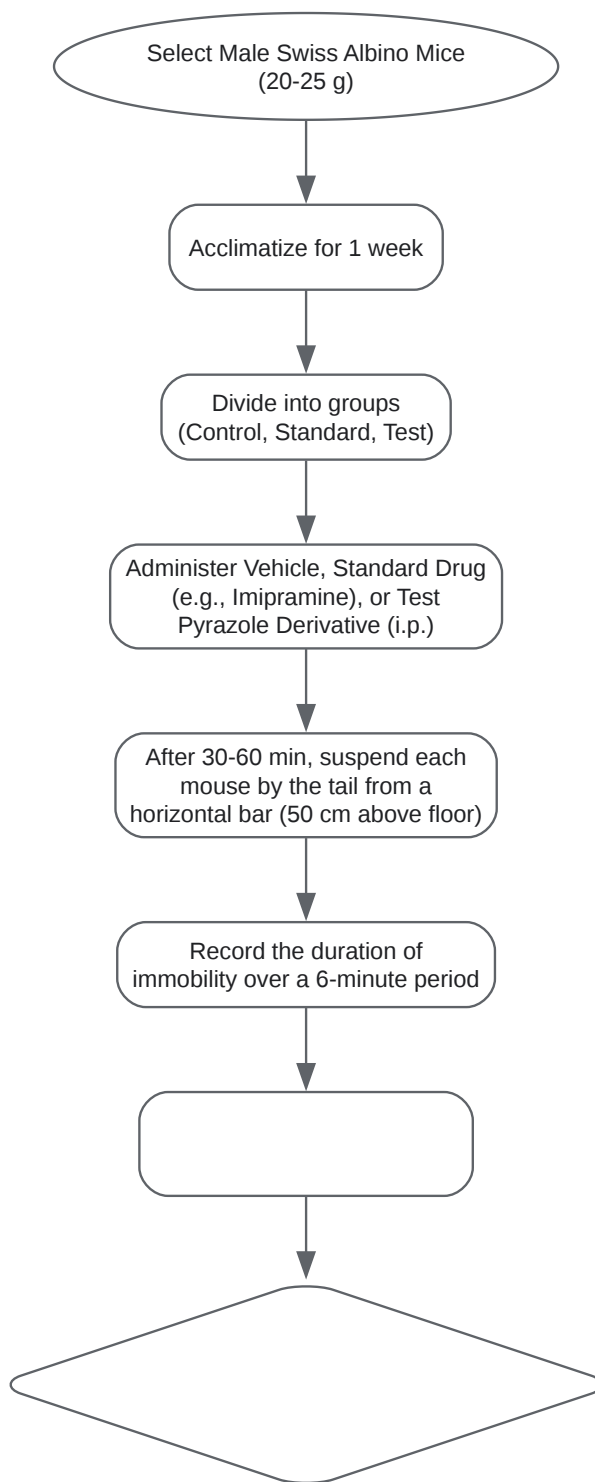 Select Male Swiss Albino Mice
(20-25 g)
Acclimatize for 1 week
Divide into groups
(Control, Standard, Test)
Administer Vehicle, Standard Drug
(e.g., Imipramine), or Test
Pyrazole Derivative (i.p.)
After 30-60 min, suspend each
mouse by the tail from a
horizontal bar (50 cm above floor)
Record the duration of
immobility over a 6-minute period